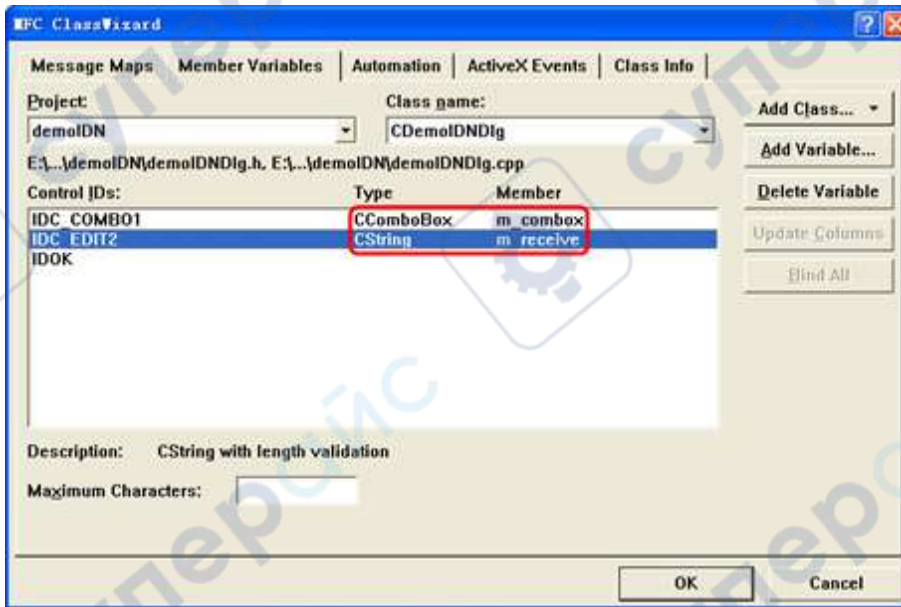 MFC ClassWizard
Message Maps Member Variables Automation ActiveX Events Class Info
Project: Class name:
demoIDN CDemoIDNDlg
Add Class...
E:\...\demoIDN\demoIDNDlg.h, E:\...\demoIDN\demoIDNDlg.cpp
Add Variable...
Control IDs: Type Member
Delete Variable
IDC_COMBO1 CComboBox m_combox
IDC_EDIT2 CString m_receive
Update Columns
IDOK
Bind All
Description: CString with length validation
Maximum Characters:
OK Cancel
суперайс